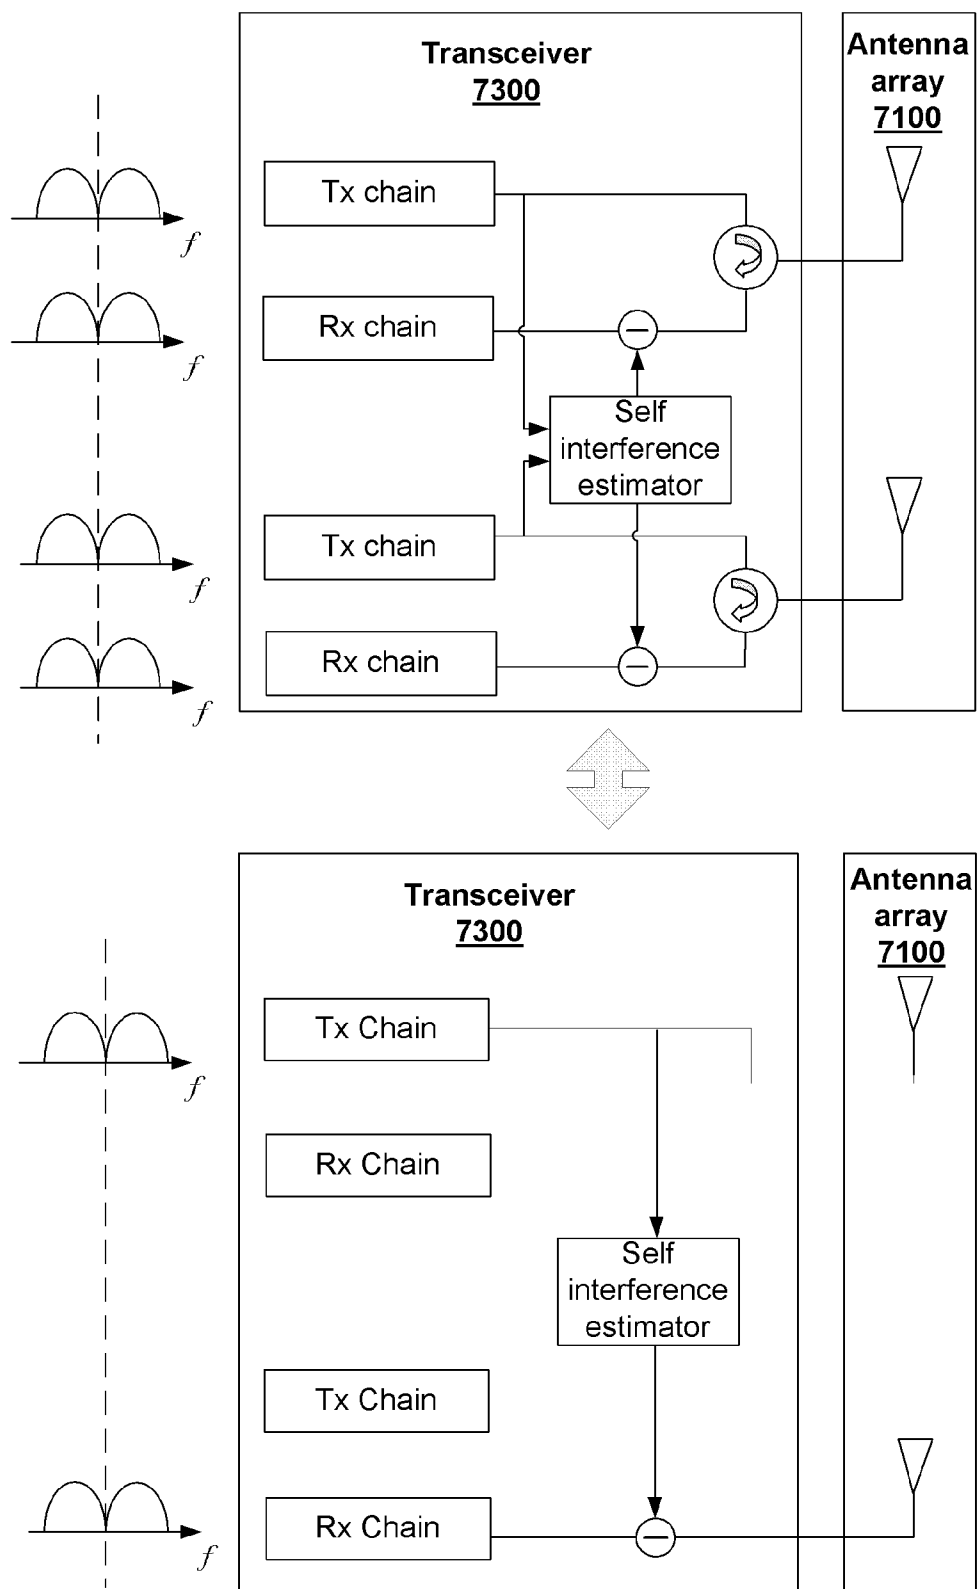 Transceiver
7300
Antenna
array
7100
Tx chain
f
Rx chain
f
Self
interference
estimator
Tx chain
f
Rx chain
f
Transceiver
7300
Antenna
array
7100
Tx Chain
f
Rx Chain
Self
interference
estimator
Tx Chain
Rx Chain
f